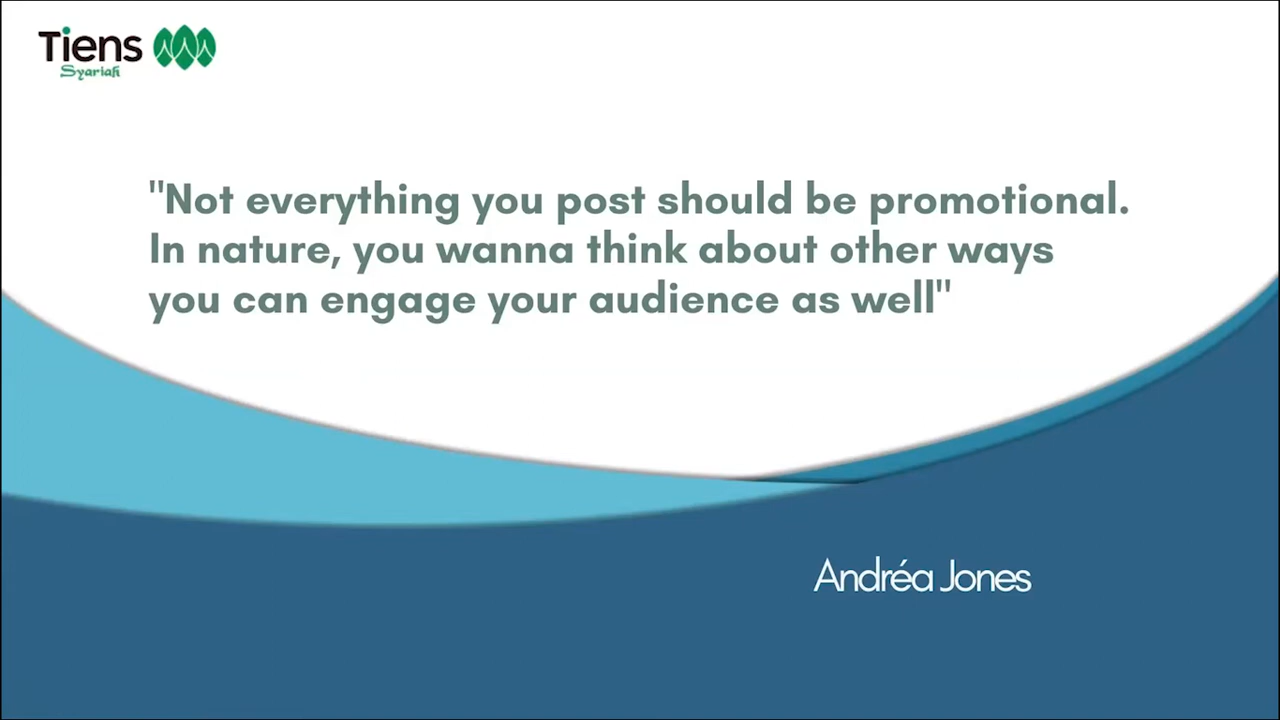 Tiens
Syariah
"Not everything you post should be promotional.
In nature, you wanna think about other ways
you can engage your audience as well"
Andréa Jones